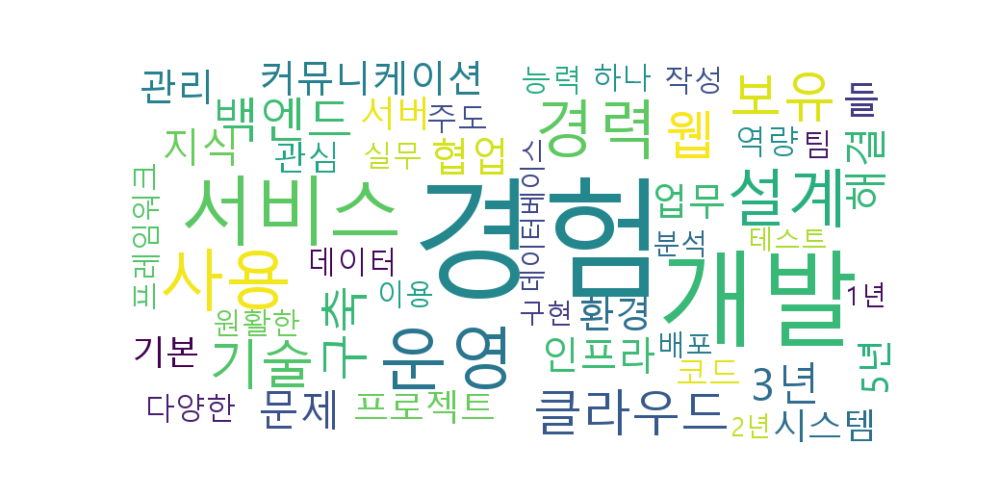 관리
커뮤니케이션
능력
하나
작성
보유
들
백엔드
서버
주도
경력
웹
역량
팀
해결
지식
관심
실무
협업
데이터베이스
프레임워크
서비스
경험
업무
설계
분석
테스트
사용
데이터
이용
개발
1년
원활한
구축
구현
환경
기본
기술
운영
인프라
배포
코드
3년
5년
다양한
문제
프로젝트
클라우드
2년
시스템